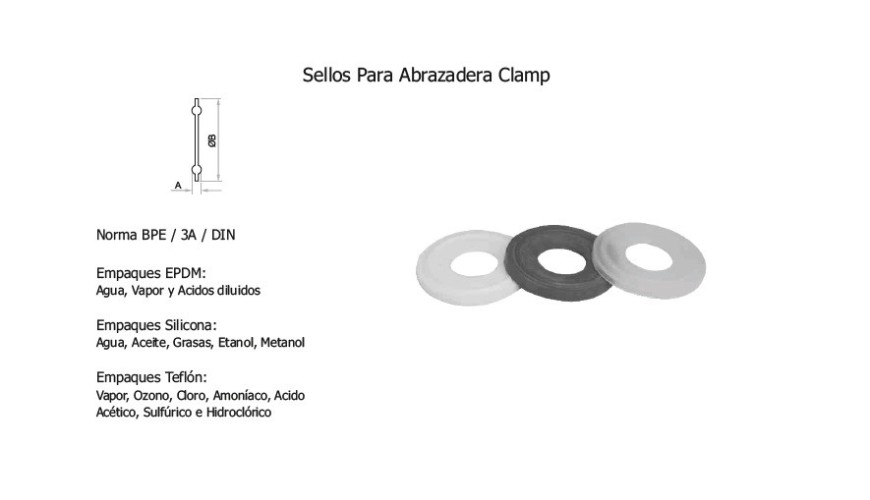 Sellos Para Abrazadera Clamp
ØB
A
Norma BPE / 3A / DIN
Empaques EPDM:
Agua, Vapor y Acidos diluidos
Empaques Silicona:
Agua, Aceite, Grasas, Etanol, Metanol
Empaques Teflón:
Vapor, Ozono, Cloro, Amoníaco, Acido
Acético, Sulfúrico e Hidroclórico